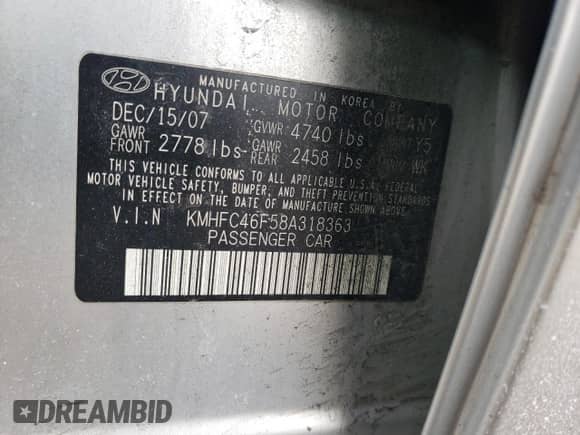 MANUFACTURED IN KOREA BY
HYUNDAI MOTOR COMPANY
DEC/15/07 GVWR 4740 lbs Y5
GAWR FRONT 2778 lbs GAWR REAR 2458 lbs WK
THIS VEHICLE CONFORMS TO ALL APPLICABLE U.S.A. FEDERAL
MOTOR VEHICLE SAFETY, BUMPER, AND THEFT PREVENTION STANDARDS
IN EFFECT ON THE DATE OF MANUFACTURE SHOWN ABOVE.
V.I.N KMHFC46F58A318363
PASSENGER CAR
DREAMBID